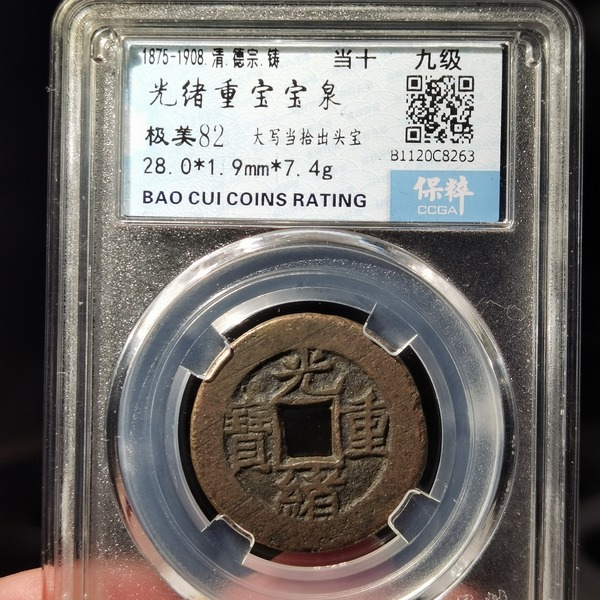 1875-1908.清.德宗.铸 当十 九级
光绪重宝宝泉
极美82 大写当拾出头宝
B1120C8263
28.0*1.9mm*7.4g
保粹
CCGA
BAO CUI COINS RATING
光
寶 重
緒